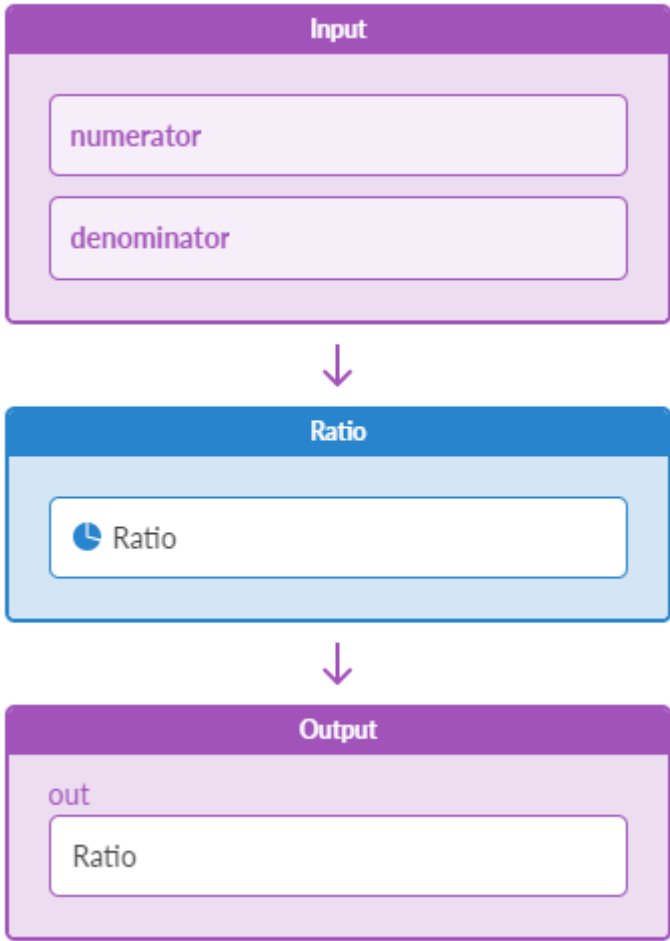 Input
numerator
denominator
Ratio
Ratio
Output
out
Ratio